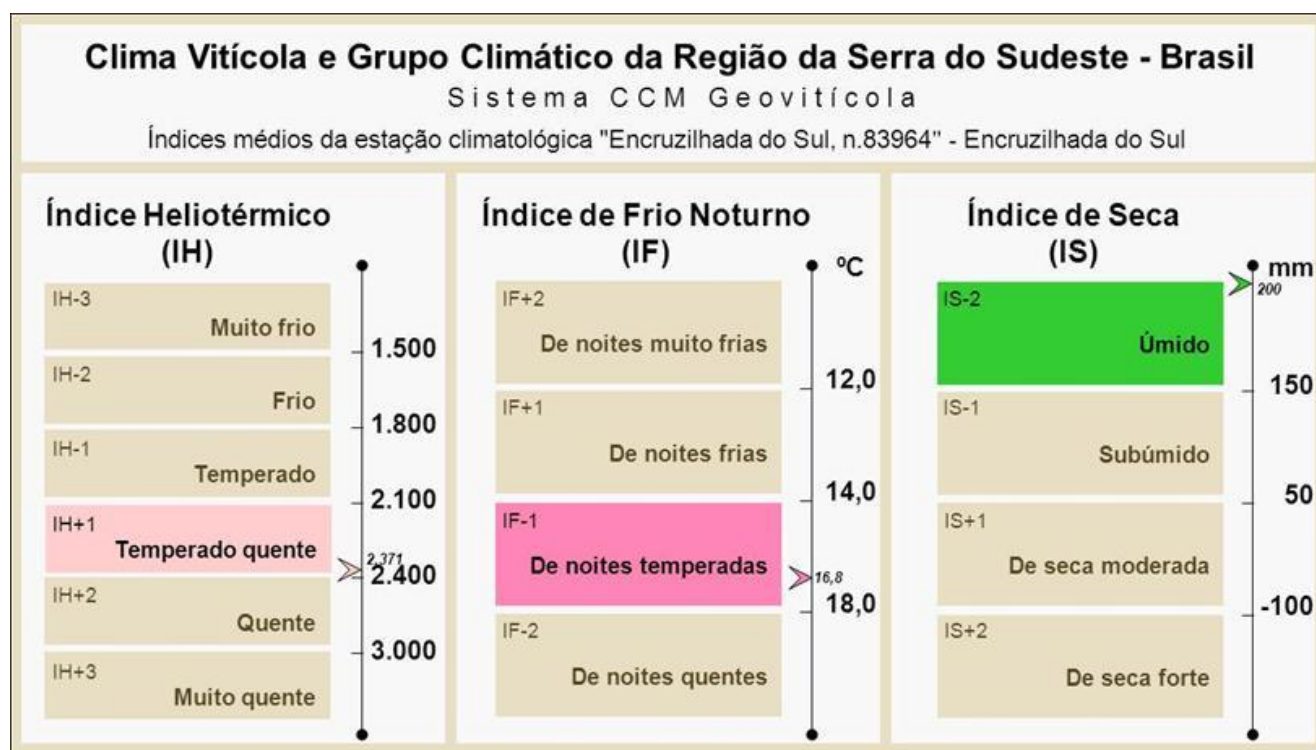 Clima Vitícola e Grupo Climático da Região da Serra do Sudeste - Brasil
Sistema CCM Geovitícola
Índices médios da estação climatológica "Encruzilhada do Sul, n.83964" - Encruzilhada do Sul
Índice Heliotérmico
(IH)
IH-3
Muito frio
1.500
IH-2
Frio
1.800
IH-1
Temperado
2.100
IH+1
Temperado quente
2,371
2.400
IH+2
Quente
3.000
IH+3
Muito quente
Índice de Frio Noturno
(IF)
ºC
IF+2
De noites muito frias
12,0
IF+1
De noites frias
14,0
IF-1
De noites temperadas
16,8
18,0
IF-2
De noites quentes
Índice de Seca
(IS)
mm
200
IS-2
Úmido
150
IS-1
Subúmido
50
IS+1
De seca moderada
-100
IS+2
De seca forte